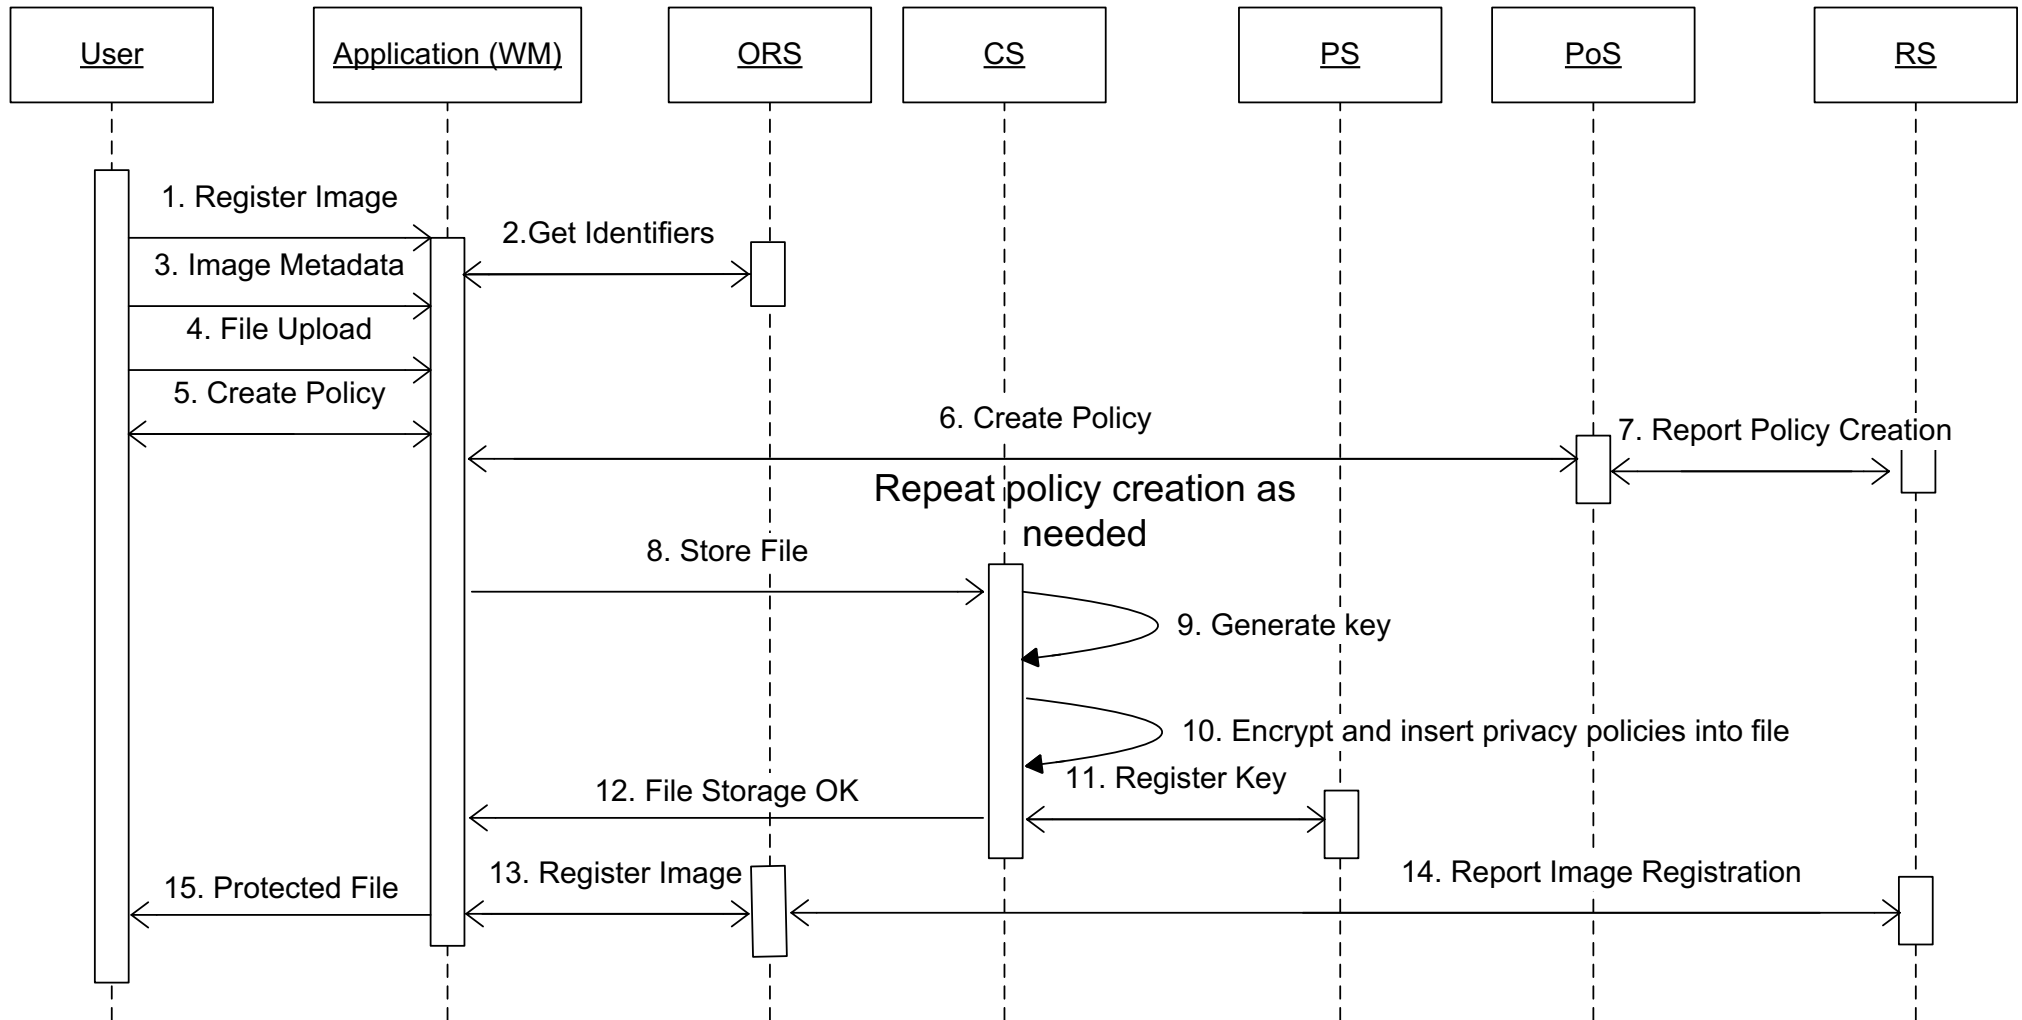 User
Application (WM)
ORS
CS
PS
PoS
RS
1. Register Image
2.Get Identifiers
3. Image Metadata
4. File Upload
5. Create Policy
6. Create Policy
7. Report Policy Creation
Repeat policy creation as
needed
8. Store File
9. Generate key
10. Encrypt and insert privacy policies into file
11. Register Key
12. File Storage OK
13. Register Image
14. Report Image Registration
15. Protected File